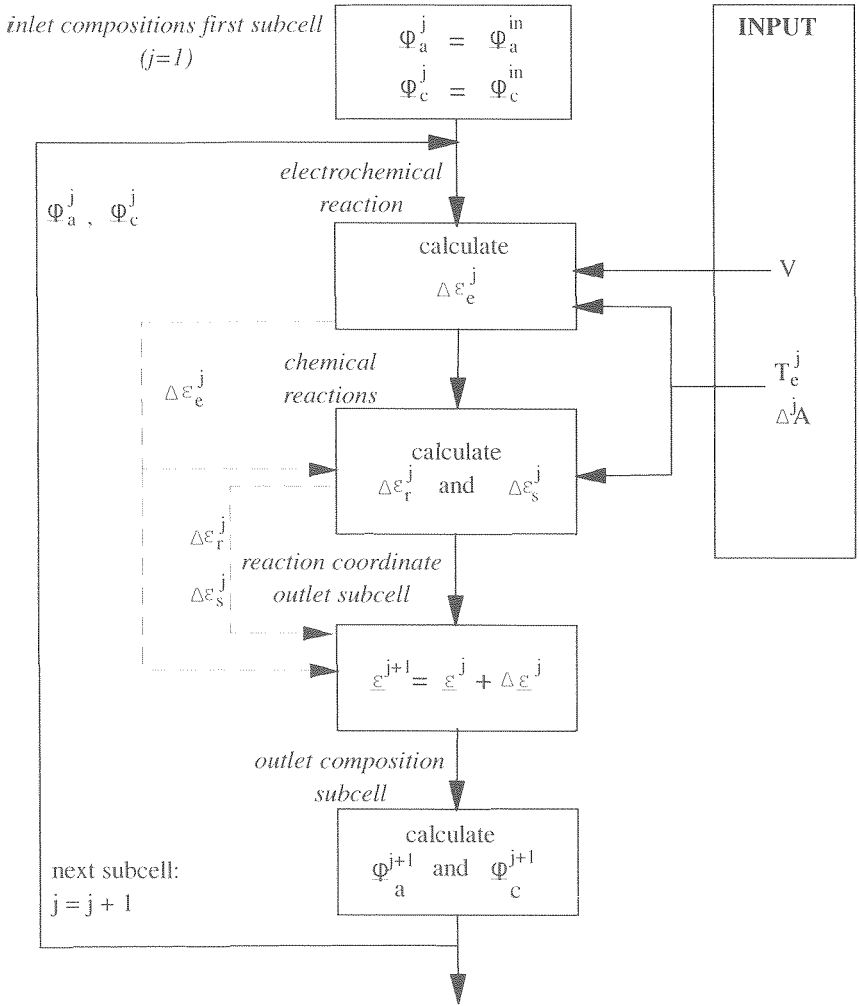 inlet compositions first subcell
(j=1)
Φ_a^j = Φ_a^in
Φ_c^j = Φ_c^in
INPUT
electrochemical
reaction
Φ_a^j , Φ_c^j
calculate
Δε_e^j
V
chemical
reactions
Δε_e^j
T_e^j
Δ^jA
calculate
Δε_r^j and Δε_s^j
Δε_r^j
Δε_s^j
reaction coordinate
outlet subcell
ε^j+1 = ε^j + Δε^j
outlet composition
subcell
calculate
Φ_a^j+1 and Φ_c^j+1
next subcell:
j = j + 1